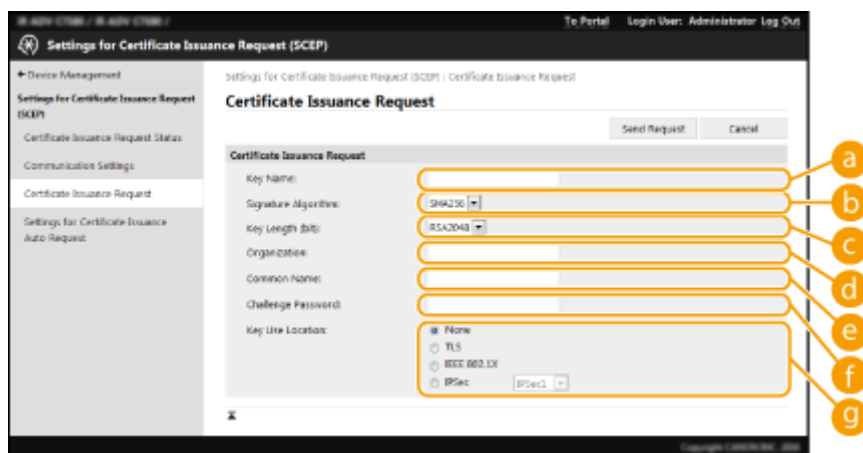 To Portal Login User: Administrator Log Out
Settings for Certificate Issuance Request (SCEP)
Device Management
Settings for Certificate Issuance Request (SCEP) : Certificate Issuance Request
Settings for Certificate Issuance Request
(SCEP)
Certificate Issuance Request
Certificate Issuance Request Status
Send Request Cancel
Communication Settings
Certificate Issuance Request
a
Key Name:
Certificate Issuance Request
Signature Algorithm: SHA256
b
Settings for Certificate Issuance
Auto Request
Key Length (bit): RSA2048
c
Organization:
d
Common Name:
e
Challenge Password:
f
Key Use Location: None
TLS
IEEE 802.1X
IPSec IPSec1
g
Copyright CANON INC.